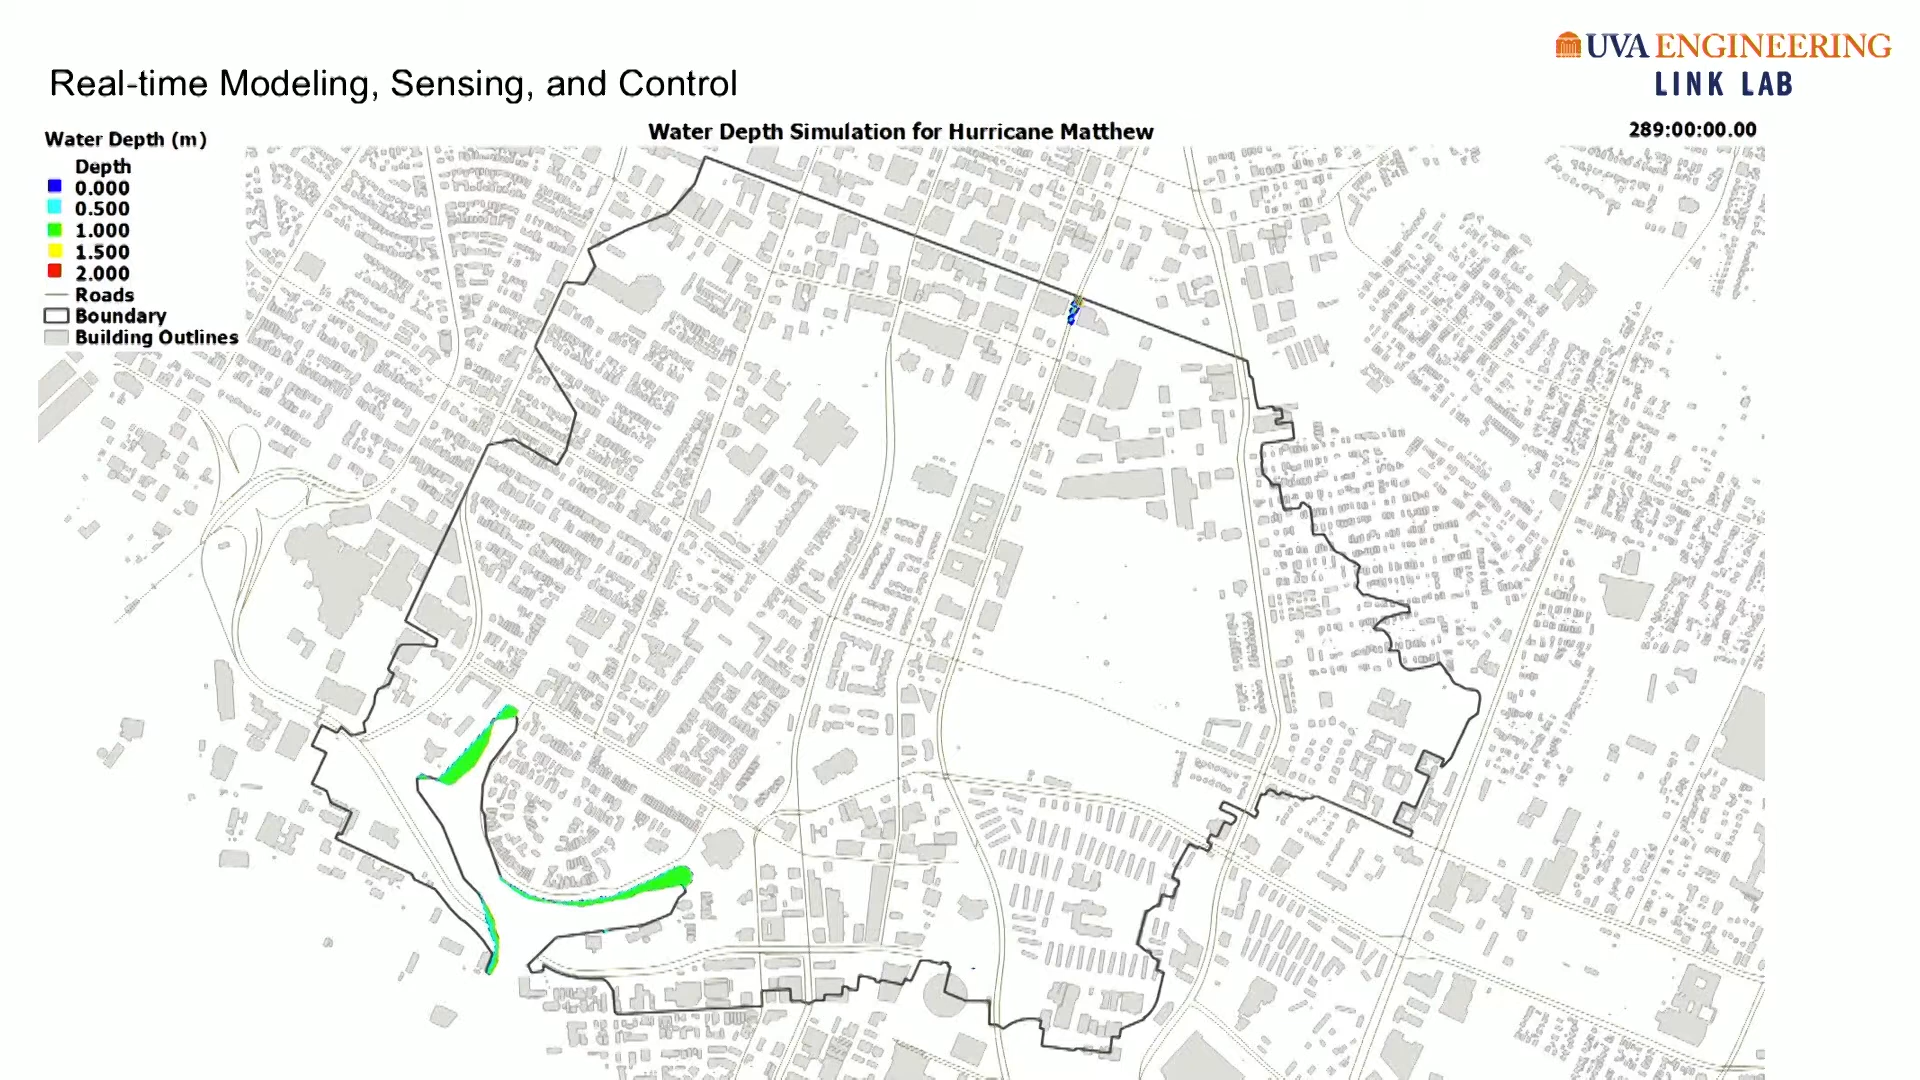 UVA ENGINEERING
LINK LAB
Real-time Modeling, Sensing, and Control
Water Depth Simulation for Hurricane Matthew
289:00:00.00
Water Depth (m)
Depth
0.000
0.500
1.000
1.500
2.000
Roads
Boundary
Building Outlines